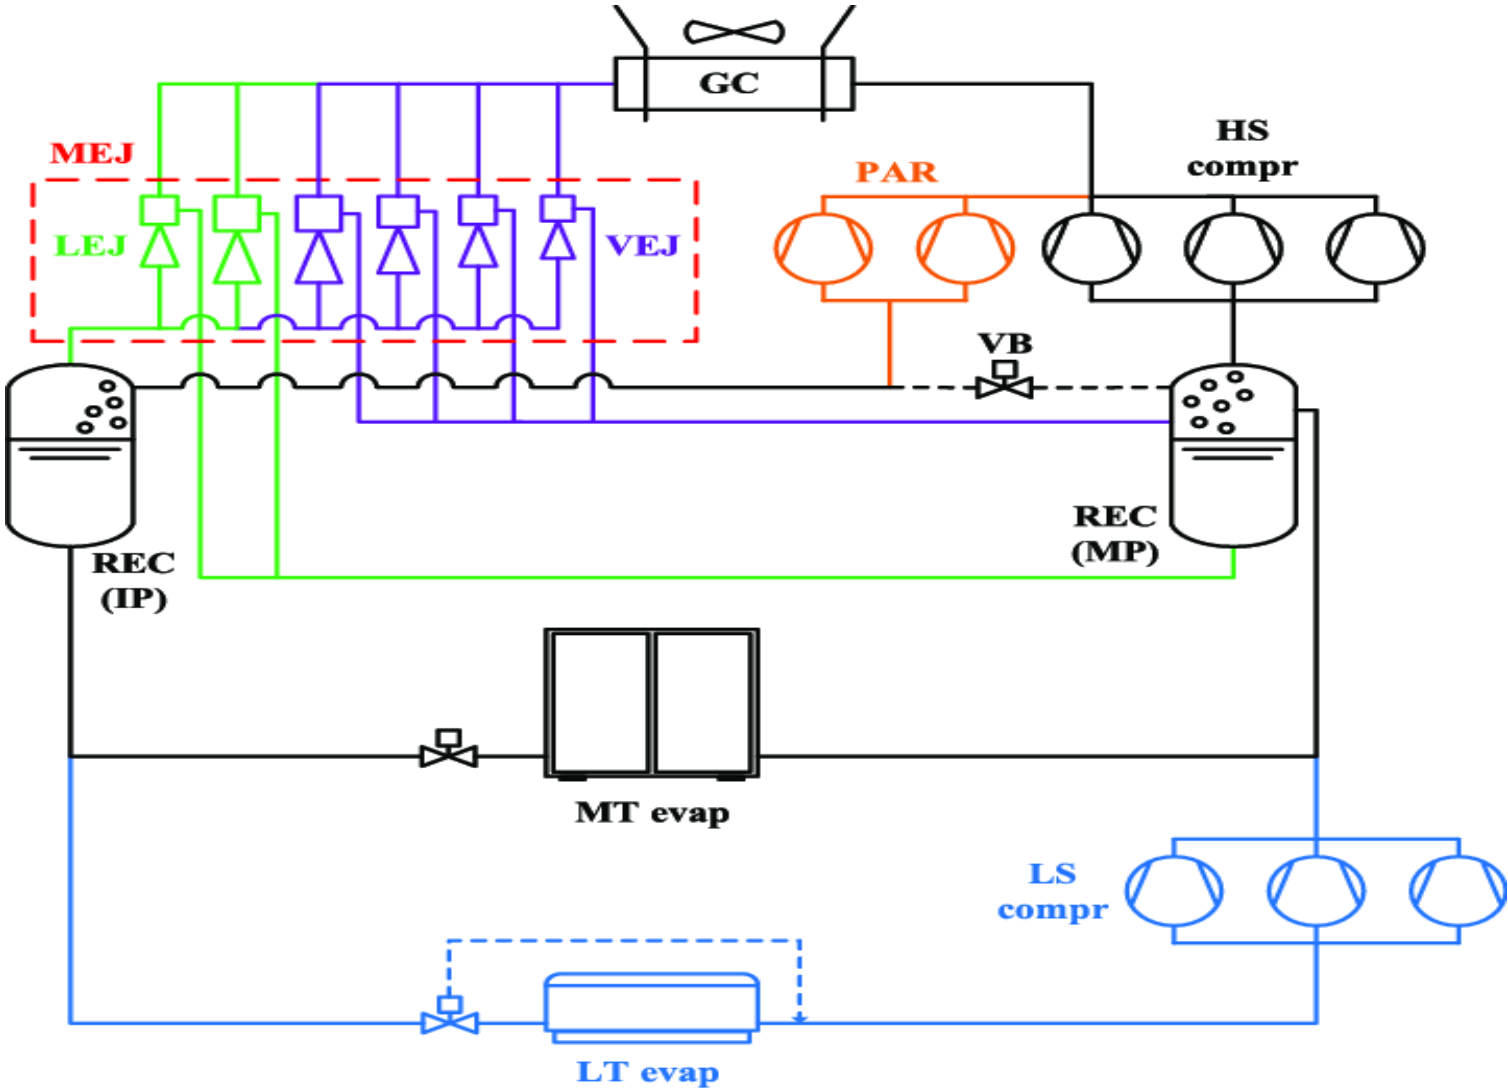 GC
HS
compr
MEJ
PAR
LEJ
VEJ
VB
REC
(MP)
REC
(IP)
MT evap
LS
compr
LT evap